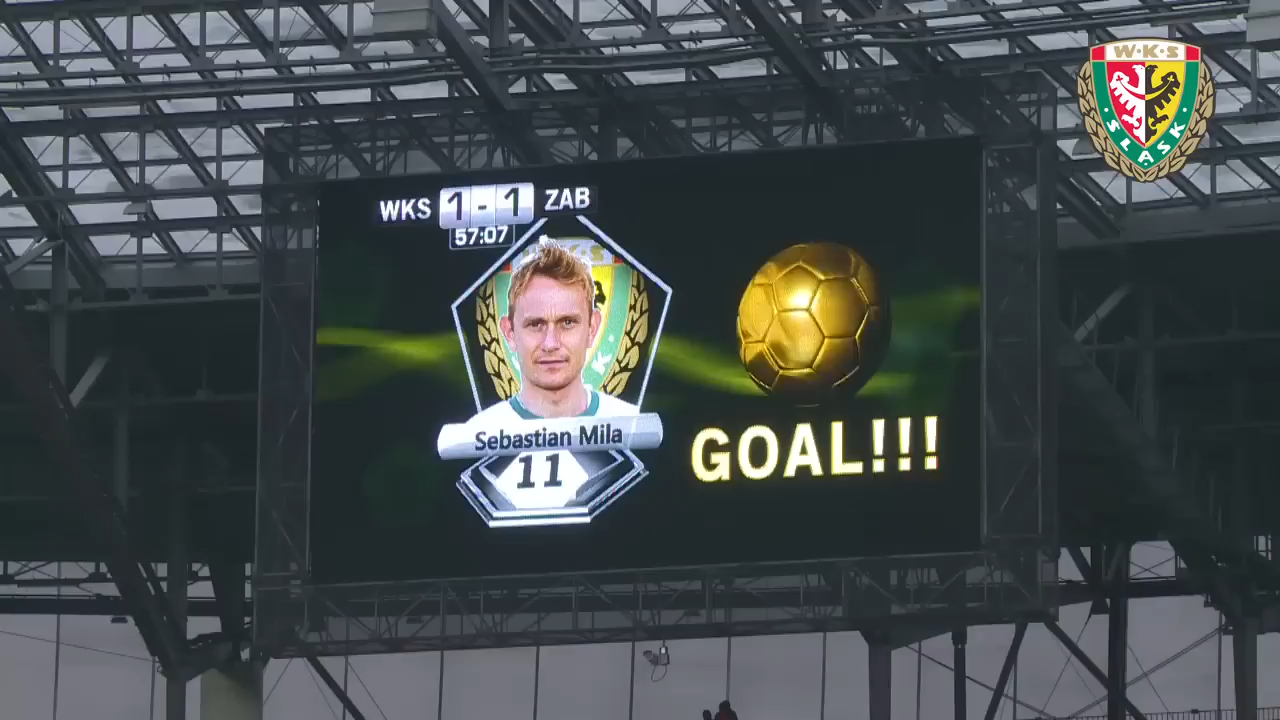 W·K·S
ŚLĄSK
WKS 1-1 ZAB
57:07
W K S
K.
Sebastian Mila
11
GOAL!!!